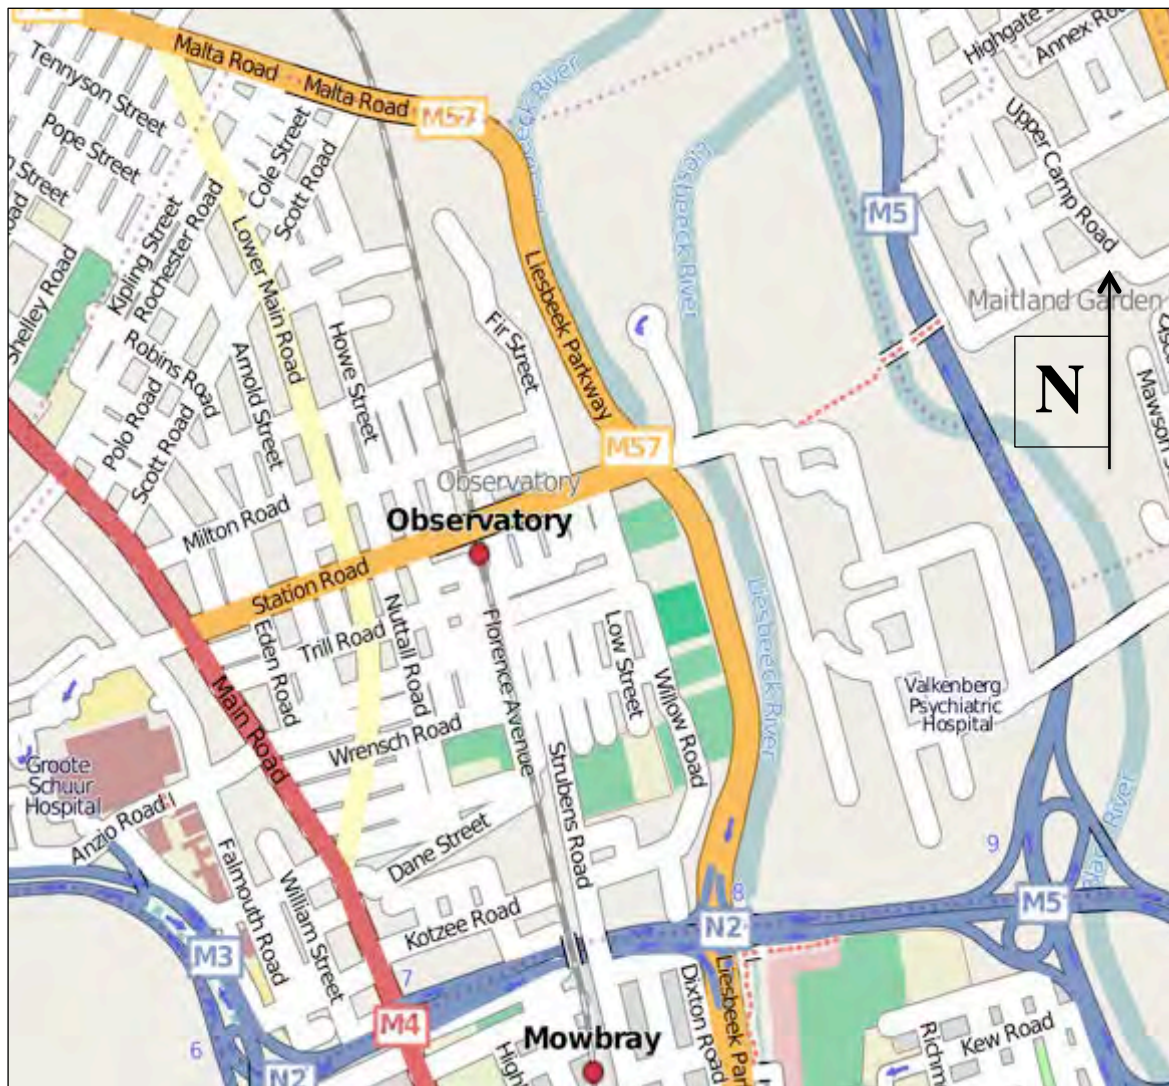 Malta Road
Malta Road
M57
Tennyson Street
Pope Street
Street
Shelley Road
Kipling Street
Rochester Road
Cole Street
Scott Road
Lower Main Road
Robins Road
Arnold Street
Howe Street
Polo Road
Scott Road
Milton Road
Fir Street
Liesbeek Parkway
Liesbeeck River
M5
Highgate
Annex Road
Upper Camp Road
Maitland Garden
N
Mawson
M57
Observatory
Observatory
Station Road
Eden Road
Trill Road
Nuttall Road
Florence Avenue
Low Street
Willow Road
Liesbeeck River
Valkenberg
Psychiatric
Hospital
Main Road
Wrensch Road
Strubens Road
Dane Street
Kotzee Road
Groote
Schuur
Hospital
Anzio Road
Falmouth Road
William Street
River
9
8
7
6
M5
N2
M3
M4
N2
Mowbray
Dixton Road
Liesbeek Par
High
Richm
Kew Road